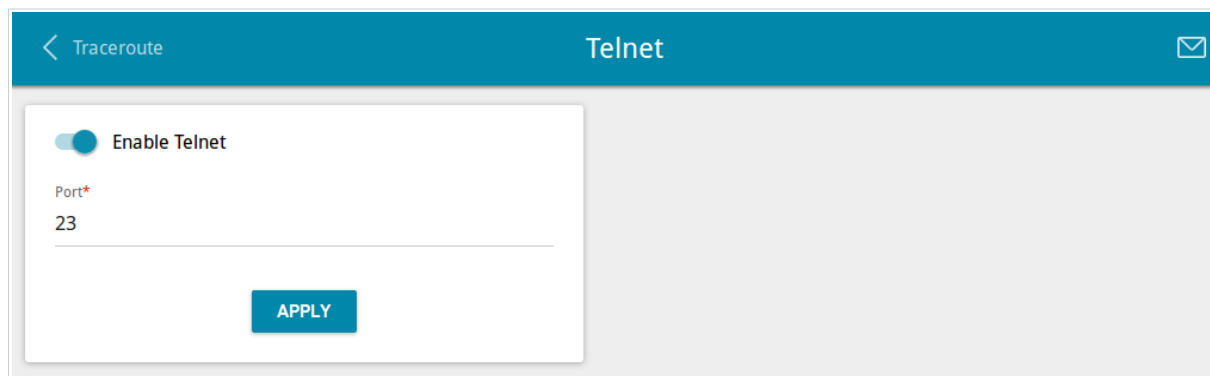 Traceroute
Telnet
Enable Telnet
Port*
23
APPLY